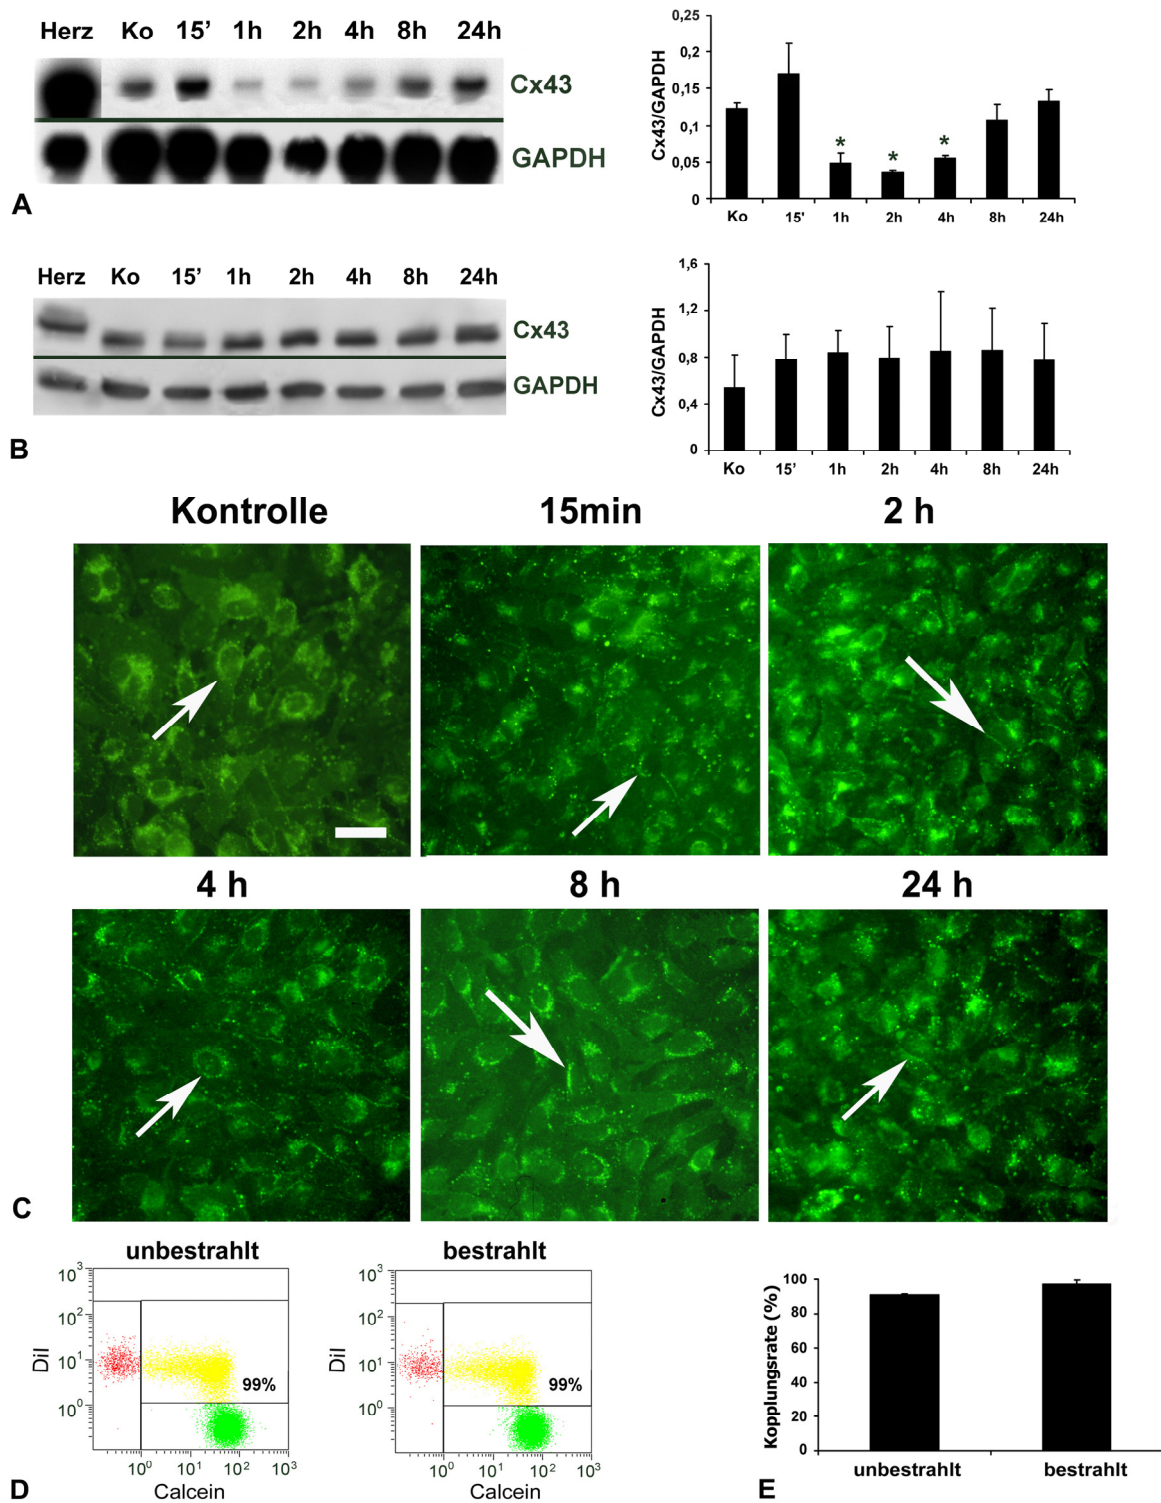 Herz Ko 15’ 1h 2h 4h 8h 24h
Cx43
GAPDH
A
0,25
0,2
0,15
0,1
0,05
0
Cx43/GAPDH
* * *
Ko 15' 1h 2h 4h 8h 24h
Herz Ko 15’ 1h 2h 4h 8h 24h
Cx43
GAPDH
B
1,6
1,2
0,8
0,4
0
Cx43/GAPDH
Ko 15’ 1h 2h 4h 8h 24h
Kontrolle 15min 2 h
4 h 8 h 24 h
C
unbestrahlt
10³
10²
10¹
10⁰
DiI
99%
10⁰ 10¹ 10² 10³
Calcein
bestrahlt
10³
10²
10¹
10⁰
DiI
99%
10⁰ 10¹ 10² 10³
Calcein
D
100
80
60
40
20
0
Kopplungsrate (%)
unbestrahlt bestrahlt
E